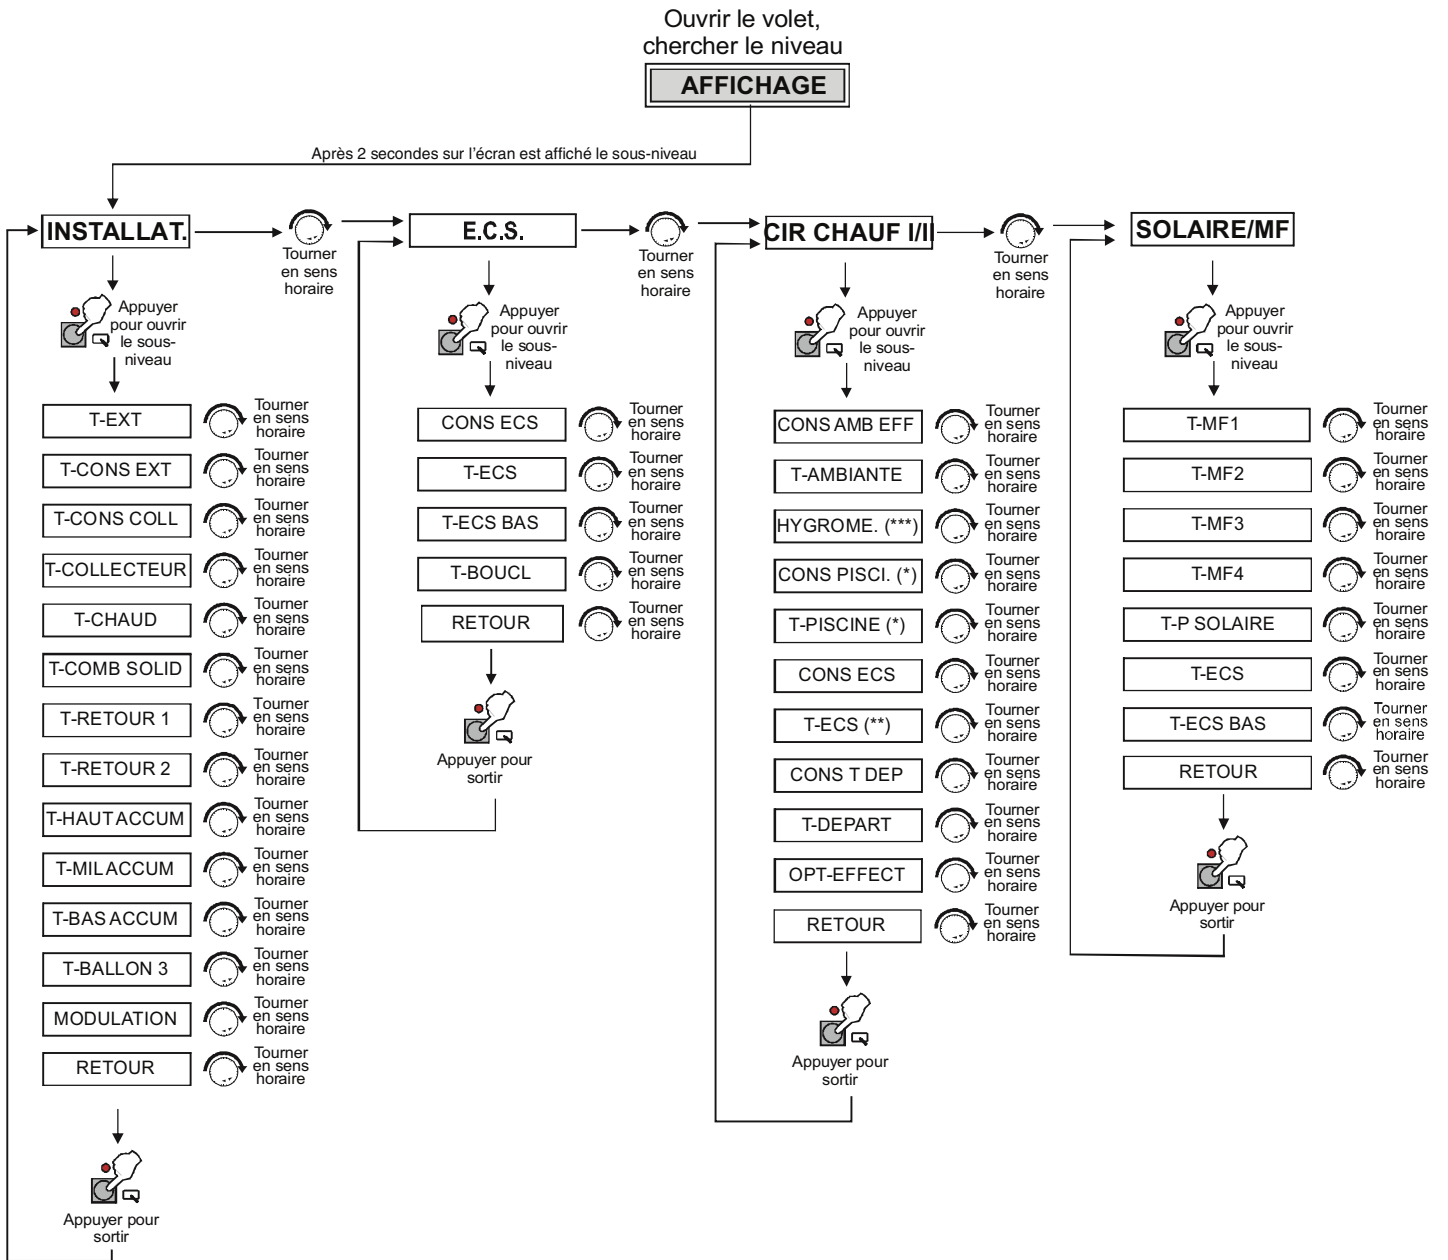 Ouvrir le volet,
chercher le niveau
AFFICHAGE
Après 2 secondes sur l'écran est affiché le sous-niveau
INSTALLAT.
Tourner
en sens
horaire
E.C.S.
Tourner
en sens
horaire
CIR CHAUF I/II
Tourner
en sens
horaire
SOLAIRE/MF
Appuyer
pour ouvrir
le sous-
niveau
T-EXT
Tourner
en sens
horaire
T-CONS EXT
Tourner
en sens
horaire
T-CONS COLL
Tourner
en sens
horaire
T-COLLECTEUR
Tourner
en sens
horaire
T-CHAUD
Tourner
en sens
horaire
T-COMB SOLID
Tourner
en sens
horaire
T-RETOUR 1
Tourner
en sens
horaire
T-RETOUR 2
Tourner
en sens
horaire
T-HAUT ACCUM
Tourner
en sens
horaire
T-MIL ACCUM
Tourner
en sens
horaire
T-BAS ACCUM
Tourner
en sens
horaire
T-BALLON 3
Tourner
en sens
horaire
MODULATION
Tourner
en sens
horaire
RETOUR
Tourner
en sens
horaire
Appuyer pour
sortir
Appuyer
pour ouvrir
le sous-
niveau
CONS ECS
Tourner
en sens
horaire
T-ECS
Tourner
en sens
horaire
T-ECS BAS
Tourner
en sens
horaire
T-BOUCL
Tourner
en sens
horaire
RETOUR
Tourner
en sens
horaire
Appuyer pour
sortir
Appuyer
pour ouvrir
le sous-
niveau
CONS AMB EFF
Tourner
en sens
horaire
T-AMBIANTE
Tourner
en sens
horaire
HYGROME. (***)
Tourner
en sens
horaire
CONS PISCI. (*)
Tourner
en sens
horaire
T-PISCINE (*)
Tourner
en sens
horaire
CONS ECS
Tourner
en sens
horaire
T-ECS (**)
Tourner
en sens
horaire
CONS T DEP
Tourner
en sens
horaire
T-DEPART
Tourner
en sens
horaire
OPT-EFFECT
Tourner
en sens
horaire
RETOUR
Tourner
en sens
horaire
Appuyer pour
sortir
Appuyer
pour ouvrir
le sous-
niveau
T-MF1
Tourner
en sens
horaire
T-MF2
Tourner
en sens
horaire
T-MF3
Tourner
en sens
horaire
T-MF4
Tourner
en sens
horaire
T-P SOLAIRE
Tourner
en sens
horaire
T-ECS
Tourner
en sens
horaire
T-ECS BAS
Tourner
en sens
horaire
RETOUR
Tourner
en sens
horaire
Appuyer pour
sortir